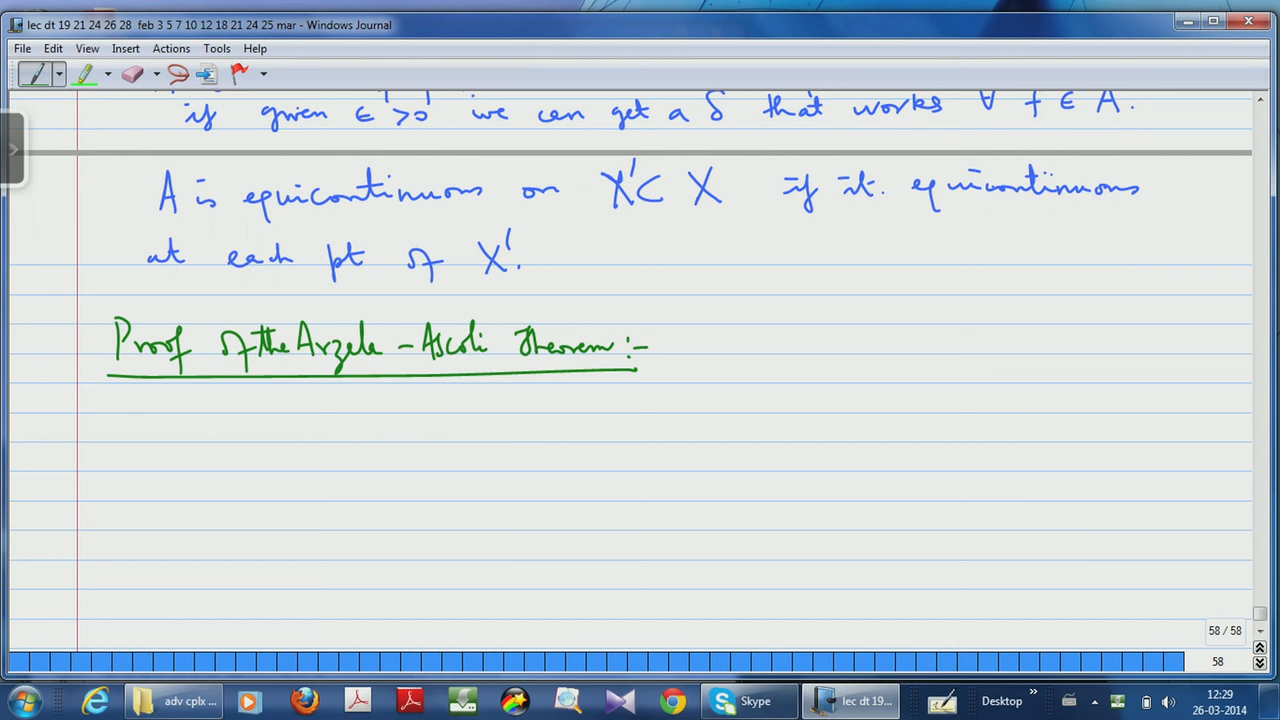 lec dt 19 21 24 26 28 feb 3 5 7 10 12 18 21 24 25 mar - Windows Journal
File Edit View Insert Actions Tools Help
if given ε > 0 we can get a δ that works ∀ f ∈ A.
A is equicontinuous on X' ⊂ X if it. equicontinuous
at each pt of X'.
Proof of the Arzela - Ascoli Theorem :-
58 / 58
58
adv cplx ...
Skype
lec dt 19...
Desktop
12:29
26-03-2014